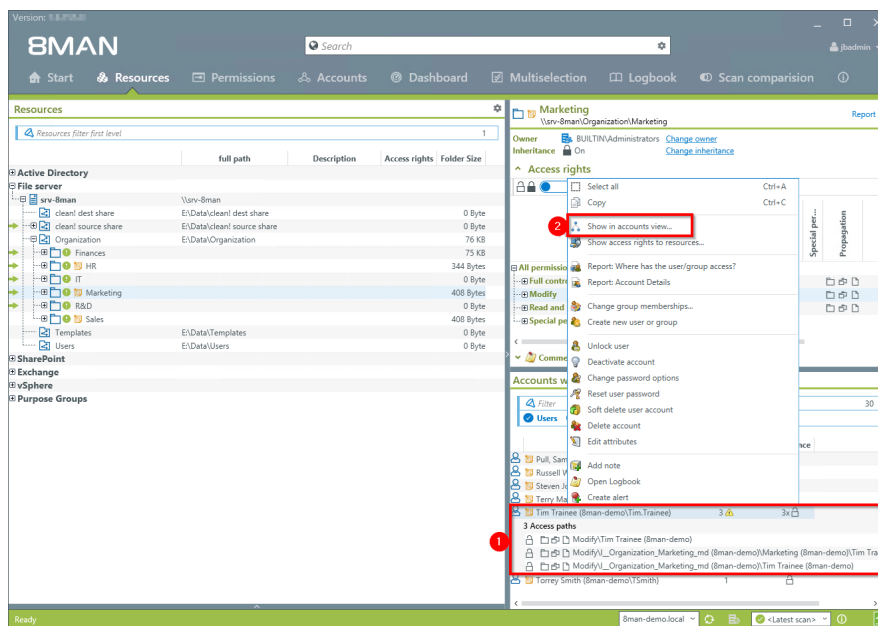 Version:
8MAN
Search
jbadmin
Start Resources Permissions Accounts Dashboard Multiselection Logbook Scan comparision
Resources
Resources filter first level 1
full path Description Access rights Folder Size
Active Directory
File server
srv-8man \\srv-8man
clean! dest share E:\Data\clean! dest share 0 Byte
clean! source share E:\Data\clean! source share 0 Byte
Organization E:\Data\Organization 76 KB
Finances 75 KB
HR 344 Bytes
IT 0 Byte
Marketing 408 Bytes
R&D 0 Byte
Sales 408 Bytes
Templates E:\Data\Templates 0 Byte
Users E:\Data\Users 0 Byte
SharePoint
Exchange
vSphere
Purpose Groups
Marketing
\\srv-8man\Organization\Marketing
Report
Owner BUILTIN\Administrators Change owner
Inheritance On Change inheritance
Access rights
Special per...
Propagation
All permissio
Full contr
Modify
Read and
Special pe
Comme
Select all Ctrl+A
Copy Ctrl+C
2 Show in accounts view...
Show access rights to resources...
Report: Where has the user/group access?
Report: Account Details
Change group memberships...
Create new user or group
Unlock user
Deactivate account
Change password options
Reset user password
Soft delete user account
Delete account
Edit attributes
Add note
Open Logbook
Create alert
Accounts w
Filter 30
Users
nce
Pull, Sam
Russell W
Steven Jo
Terry Ma
Tim Trainee (8man-demo\Tim.Trainee) 3 3x
3 Access paths
1
Modify\Tim Trainee (8man-demo)
Modify\l_Organization_Marketing_md (8man-demo)\Marketing (8man-demo)\Tim Tra
Modify\l_Organization_Marketing_md (8man-demo)\Tim Trainee (8man-demo)
Torrey Smith (8man-demo\TSmith) 1
Ready
8man-demo.local
<Latest scan>